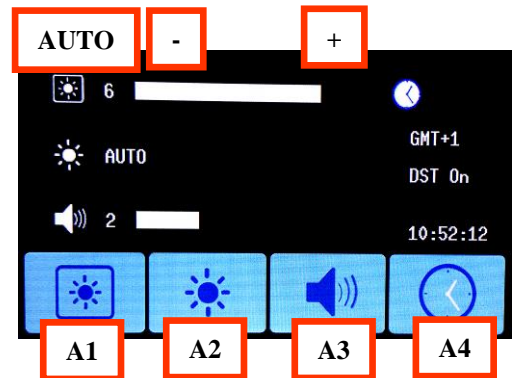 AUTO - +
6
AUTO
GMT+1
DST On
2
10:52:12
A1 A2 A3 A4